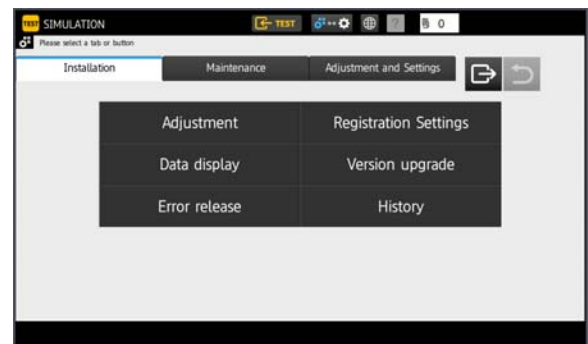 TEST SIMULATION TEST ? 0
Please select a tab or button
Installation Maintenance Adjustment and Settings
Adjustment Registration Settings
Data display Version upgrade
Error release History